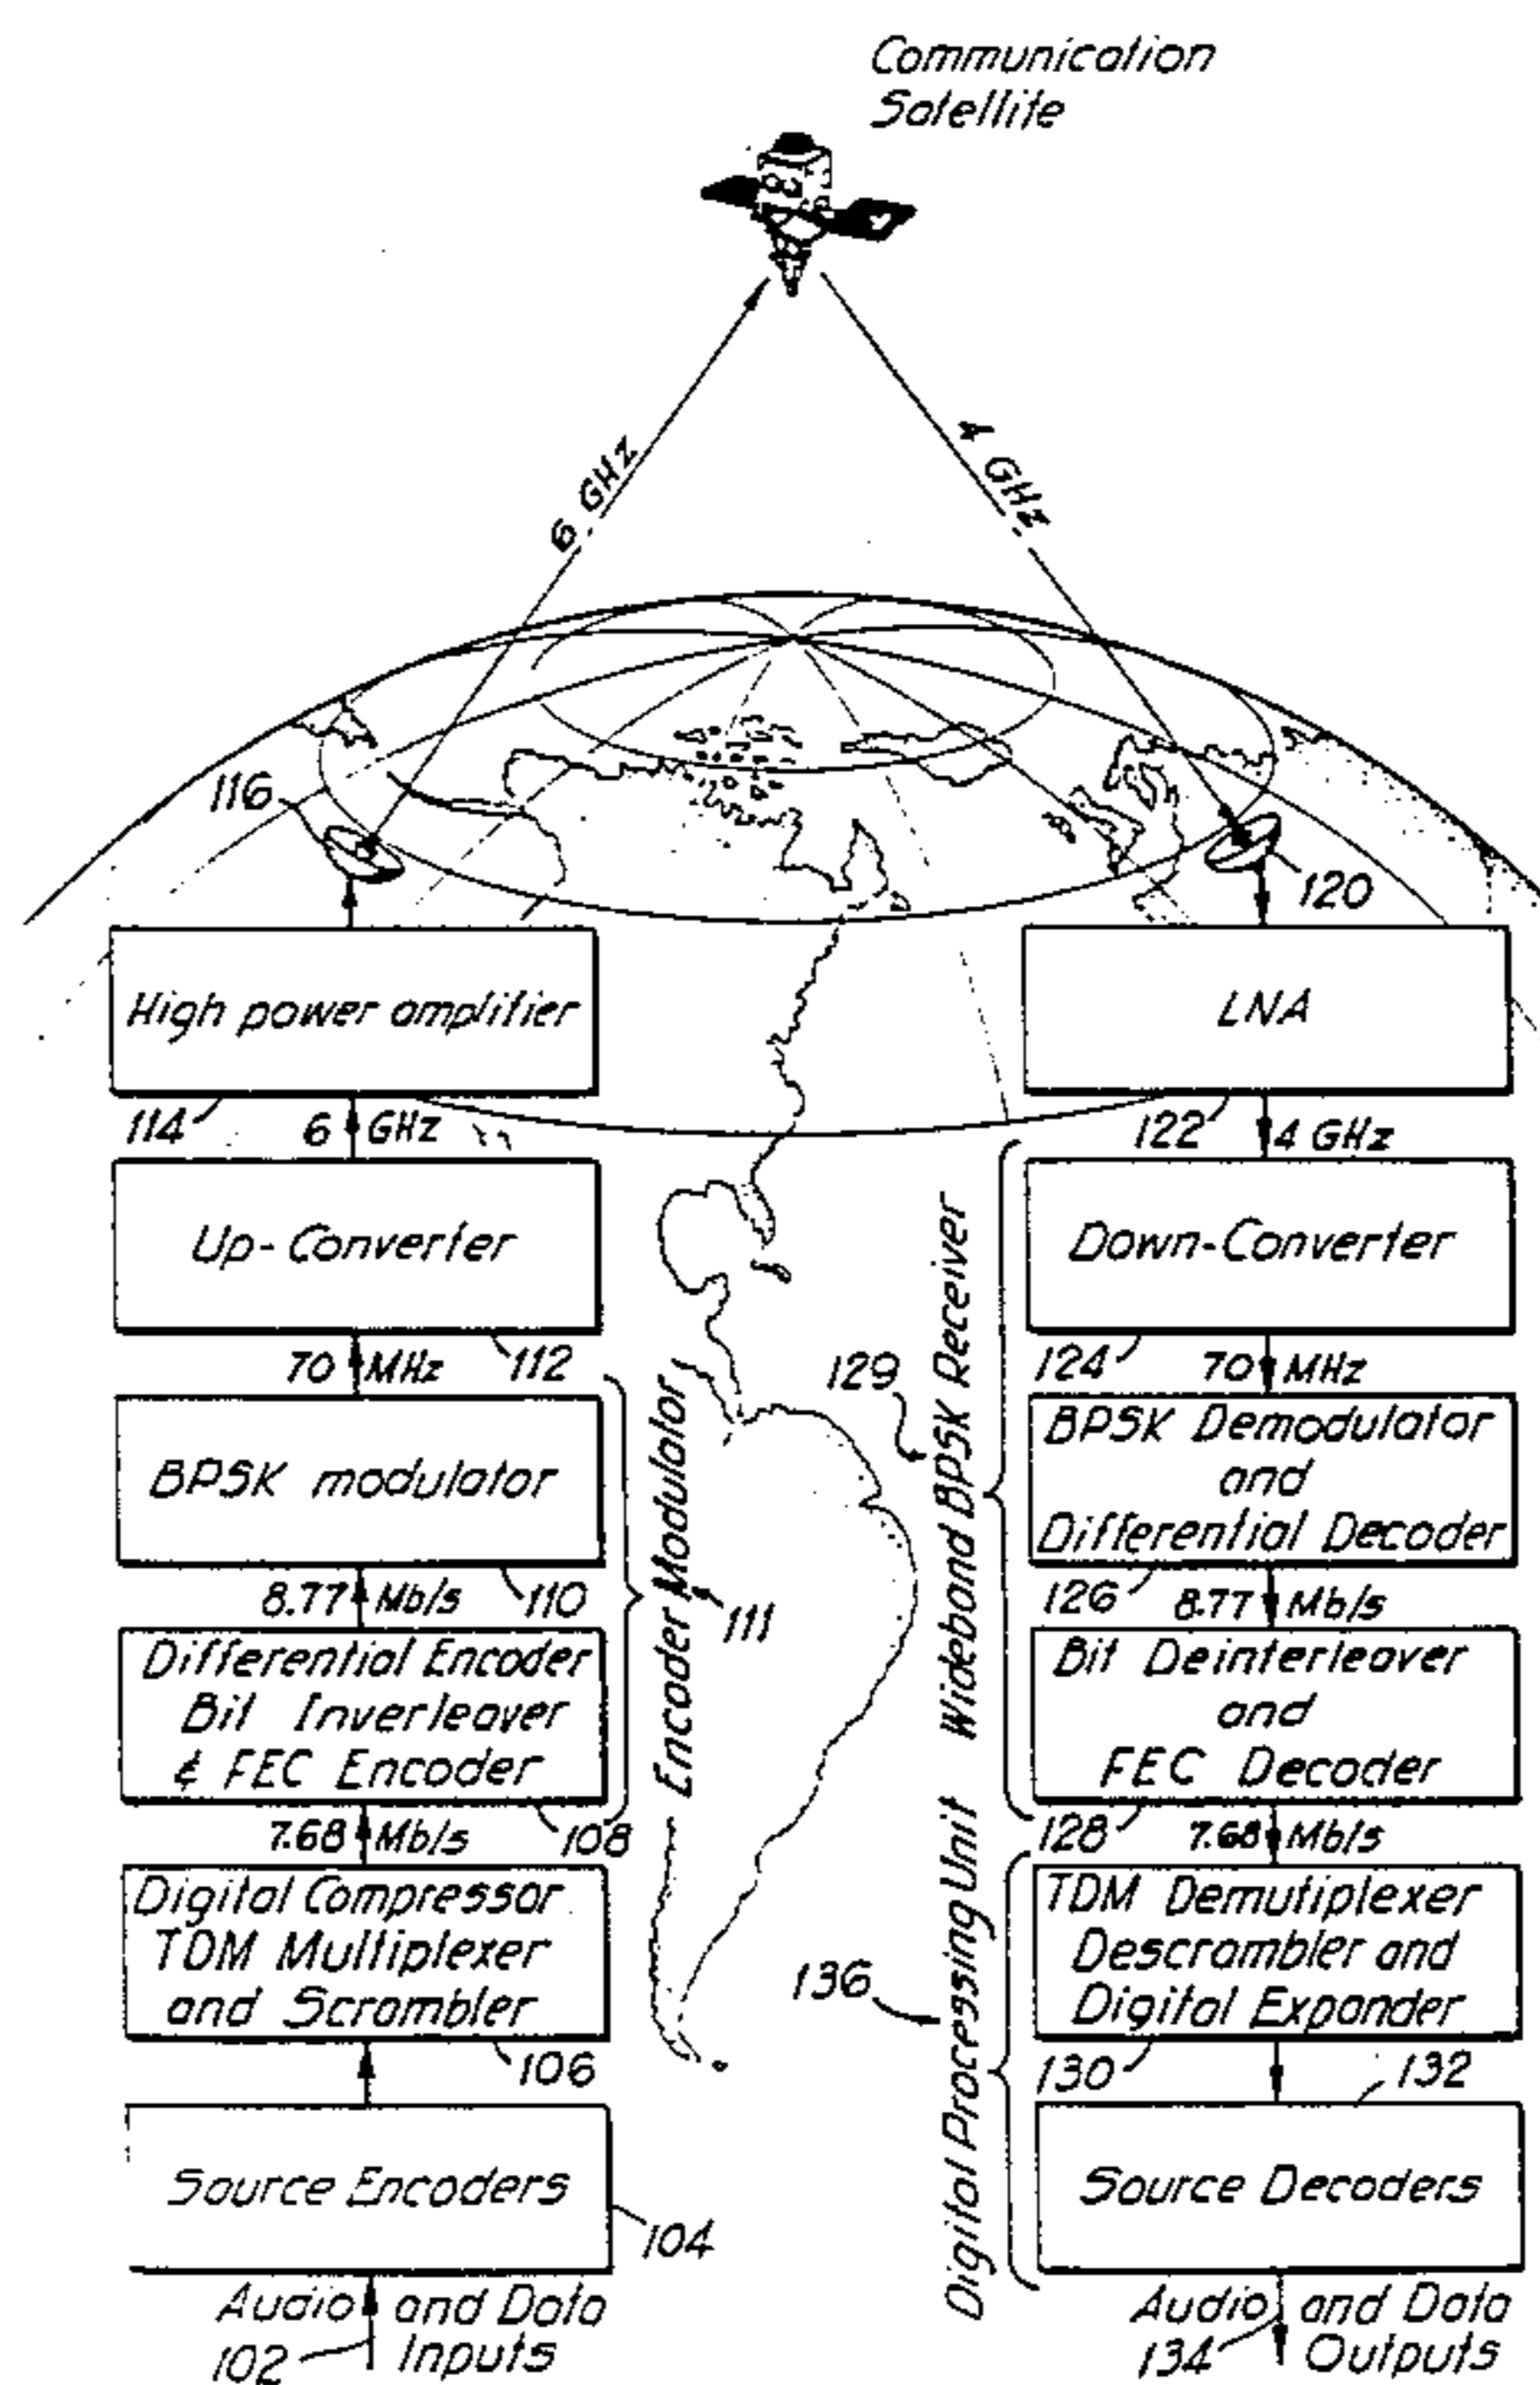 Communication
Satellite
6 GHz
4 GHz
116
120
High power amplifier
114
6 GHz
Up-Converter
112
70 MHz
BPSK modulator
110
8.77 Mb/s
Differential Encoder
Bit Inverleaver
& FEC Encoder
108
7.68 Mb/s
Digital Compressor
TDM Multiplexer
and Scrambler
106
Source Encoders
104
Audio and Data
Inputs
102
Encoder Modulator
111
LNA
122
4 GHz
Down-Converter
124
70 MHz
BPSK Demodulator
and
Differential Decoder
126
8.77 Mb/s
Bit Deinterleaver
and
FEC Decoder
128
7.68 Mb/s
TDM Demutiplexer
Descrambler and
Digital Expander
130
132
Source Decoders
Audio and Data
Outputs
134
129
Wideband BPSK Receiver
136
Digital Processing Unit